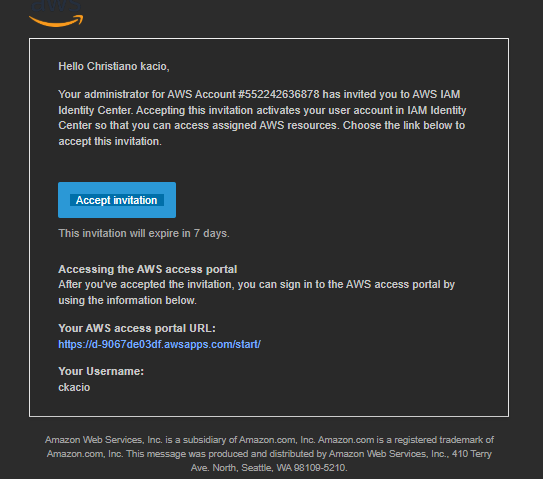 Hello Christiano kacio,
Your administrator for AWS Account #552242636878 has invited you to AWS IAM
Identity Center. Accepting this invitation activates your user account in IAM Identity
Center so that you can access assigned AWS resources. Choose the link below to
accept this invitation.
Accept invitation
This invitation will expire in 7 days.
Accessing the AWS access portal
After you've accepted the invitation, you can sign in to the AWS access portal by
using the information below.
Your AWS access portal URL:
https://d-9067de03df.awsapps.com/start/
Your Username:
ckacio
Amazon Web Services, Inc. is a subsidiary of Amazon.com, Inc. Amazon.com is a registered trademark of
Amazon.com, Inc. This message was produced and distributed by Amazon Web Services, Inc., 410 Terry
Ave. North, Seattle, WA 98109-5210.